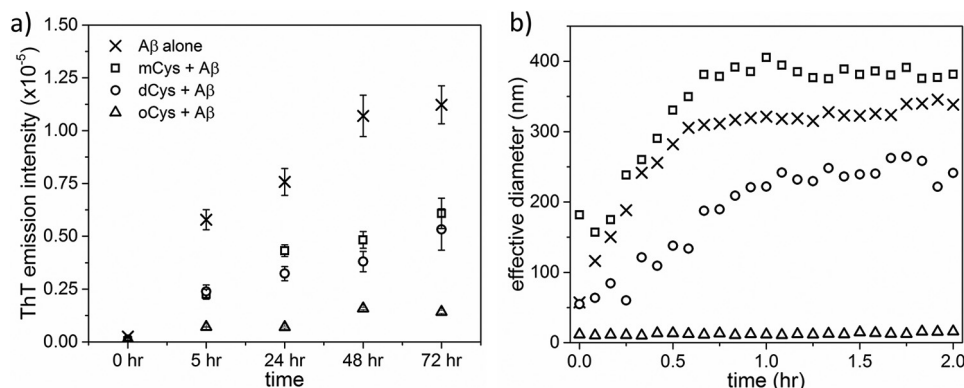 a)
1.50
1.25
1.00
0.75
0.50
0.25
0.00
ThT emission intensity (x10⁻⁵)
Aβ alone
mCys + Aβ
dCys + Aβ
oCys + Aβ
0 hr 5 hr 24 hr 48 hr 72 hr
time
b)
400
300
200
100
0
effective diameter (nm)
0.0 0.5 1.0 1.5 2.0
time (hr)